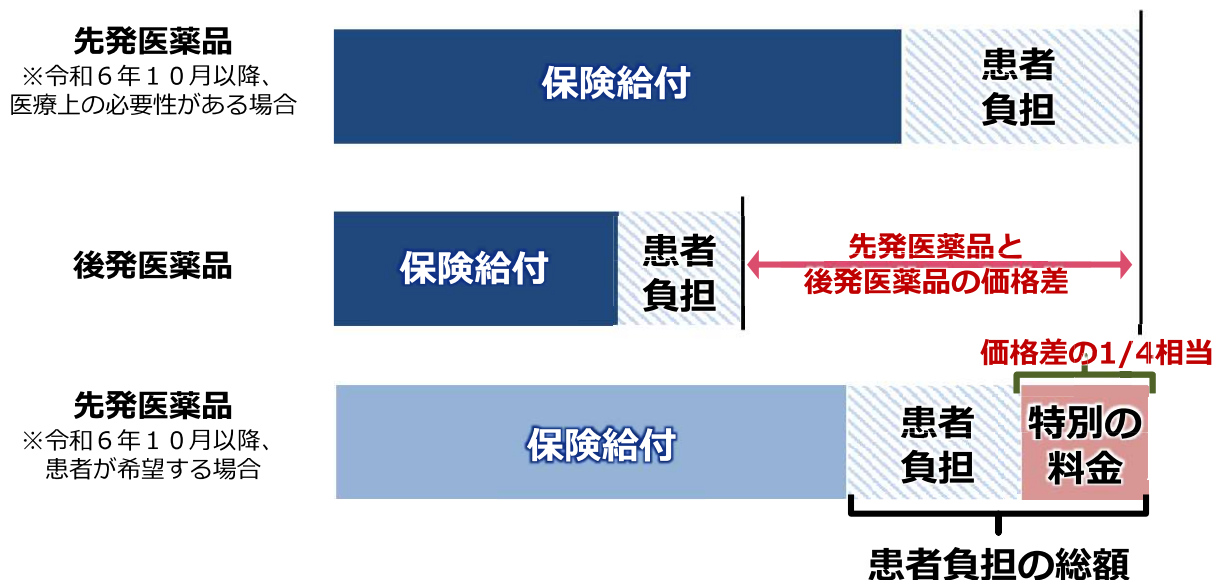 先発医薬品
※令和６年１０月以降、
医療上の必要性がある場合
保険給付
患者
負担
後発医薬品
保険給付
患者
負担
先発医薬品と
後発医薬品の価格差
価格差の1/4相当
先発医薬品
※令和６年１０月以降、
患者が希望する場合
保険給付
患者
負担
特別の
料金
患者負担の総額